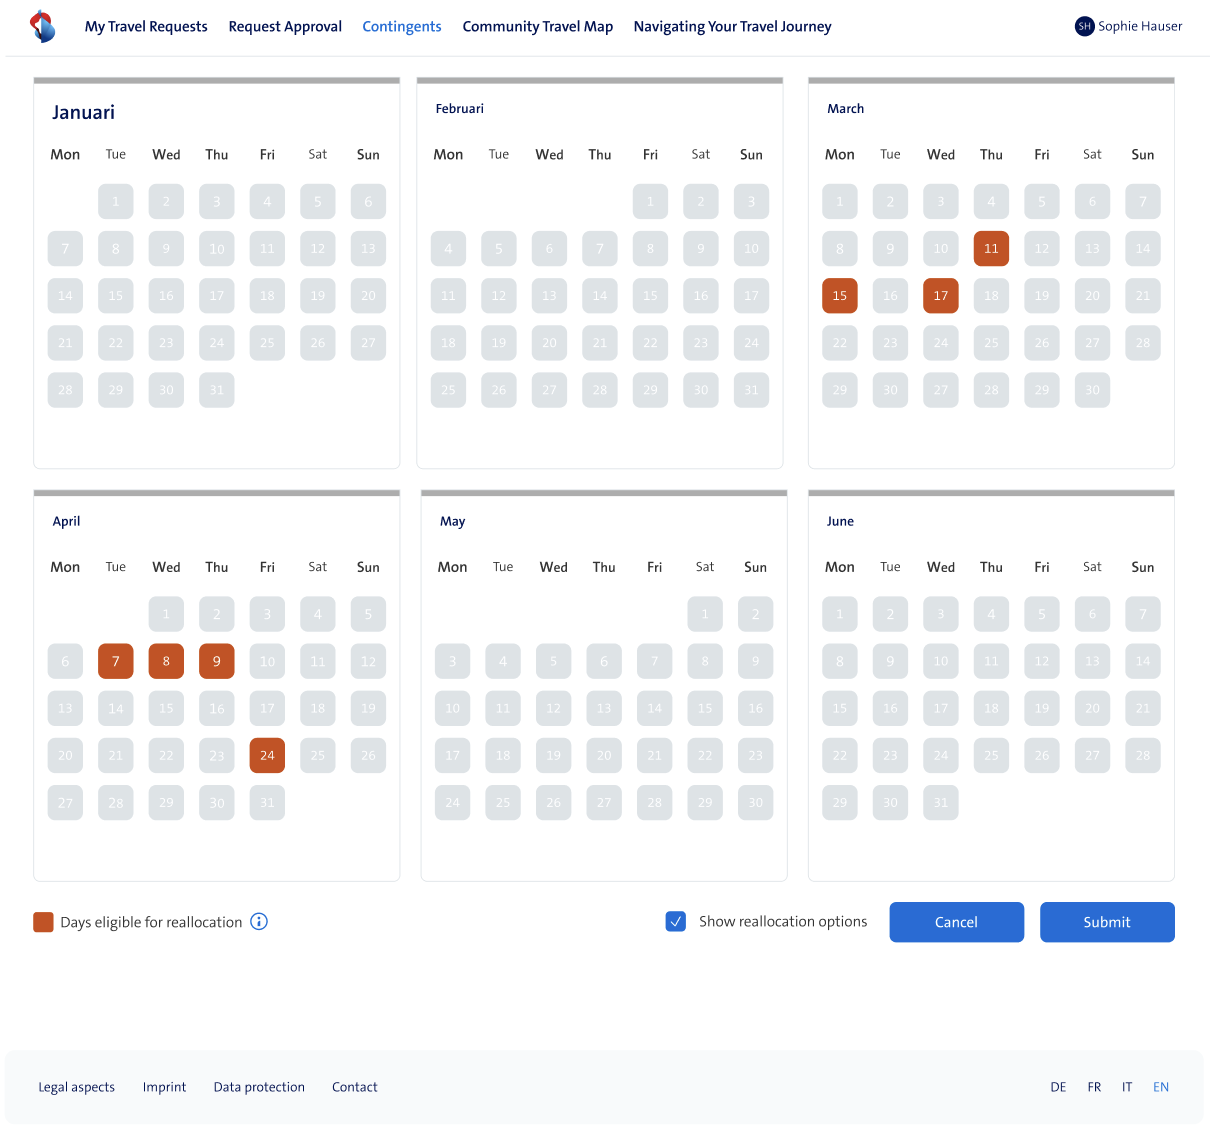 My Travel Requests Request Approval Contingents Community Travel Map Navigating Your Travel Journey SH Sophie Hauser
Januari
Mon Tue Wed Thu Fri Sat Sun
1 2 3 4 5 6
7 8 9 10 11 12 13
14 15 16 17 18 19 20
21 22 23 24 25 26 27
28 29 30 31
Februari
Mon Tue Wed Thu Fri Sat Sun
1 2 3
4 5 6 7 8 9 10
11 12 13 14 15 16 17
18 19 20 21 22 23 24
25 26 27 28 29 30 31
March
Mon Tue Wed Thu Fri Sat Sun
1 2 3 4 5 6 7
8 9 10 11 12 13 14
15 16 17 18 19 20 21
22 23 24 25 26 27 28
29 30 27 28 29 30
April
Mon Tue Wed Thu Fri Sat Sun
1 2 3 4 5
6 7 8 9 10 11 12
13 14 15 16 17 18 19
20 21 22 23 24 25 26
27 28 29 30 31
May
Mon Tue Wed Thu Fri Sat Sun
1 2
3 4 5 6 7 8 9
10 11 12 13 14 15 16
17 18 19 20 21 22 23
24 25 26 27 28 29 30
June
Mon Tue Wed Thu Fri Sat Sun
1 2 3 4 5 6 7
8 9 10 11 12 13 14
15 16 17 18 19 20 21
22 23 24 25 26 27 28
29 30 31
Days eligible for reallocation
Show reallocation options
Cancel
Submit
Legal aspects Imprint Data protection Contact DE FR IT EN